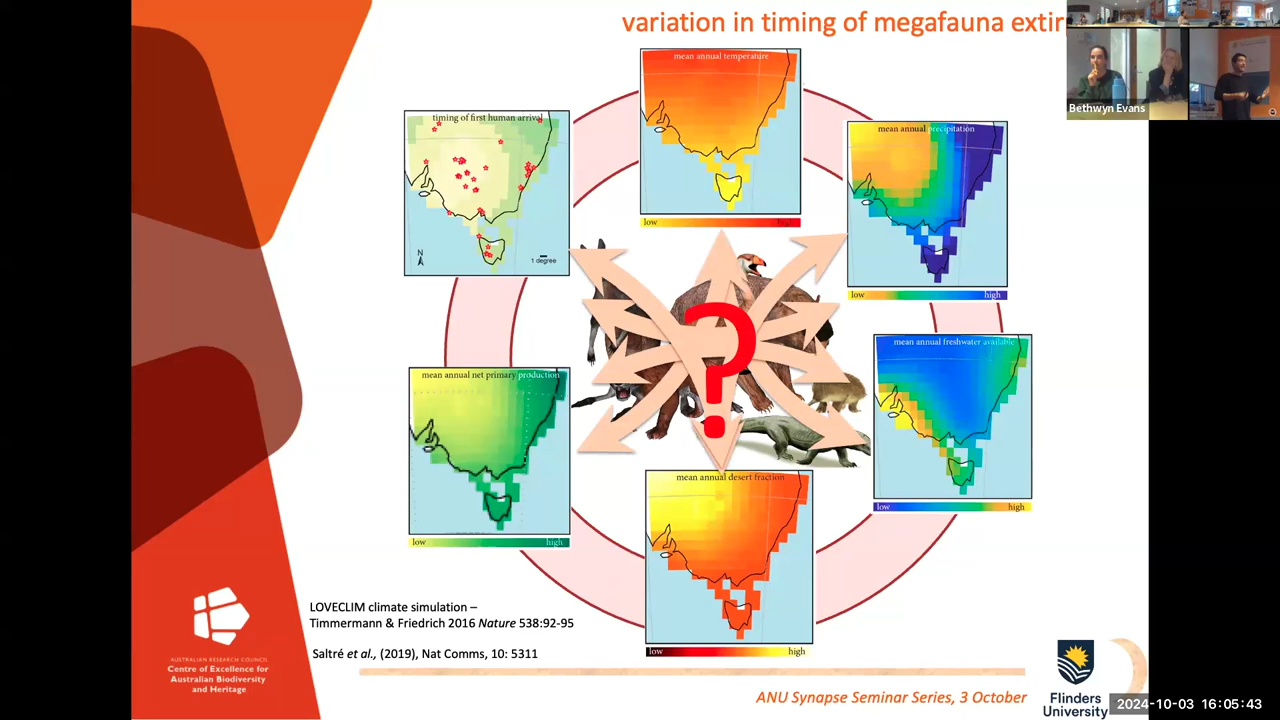 variation in timing of megafauna extir
Bethwyn Evans
mean annual temperature
low high
timing of first human arrival
N
1 degree
mean annual precipitation
low high
?
mean annual freshwater available
low high
mean annual net primary production
low high
mean annual desert fraction
low high
LOVECLIM climate simulation –
Timmermann & Friedrich 2016 Nature 538:92-95
Saltré et al., (2019), Nat Comms, 10: 5311
AUSTRALIAN RESEARCH COUNCIL
Centre of Excellence for
Australian Biodiversity
and Heritage
ANU Synapse Seminar Series, 3 October
Flinders
University
2024-10-03 16:05:43